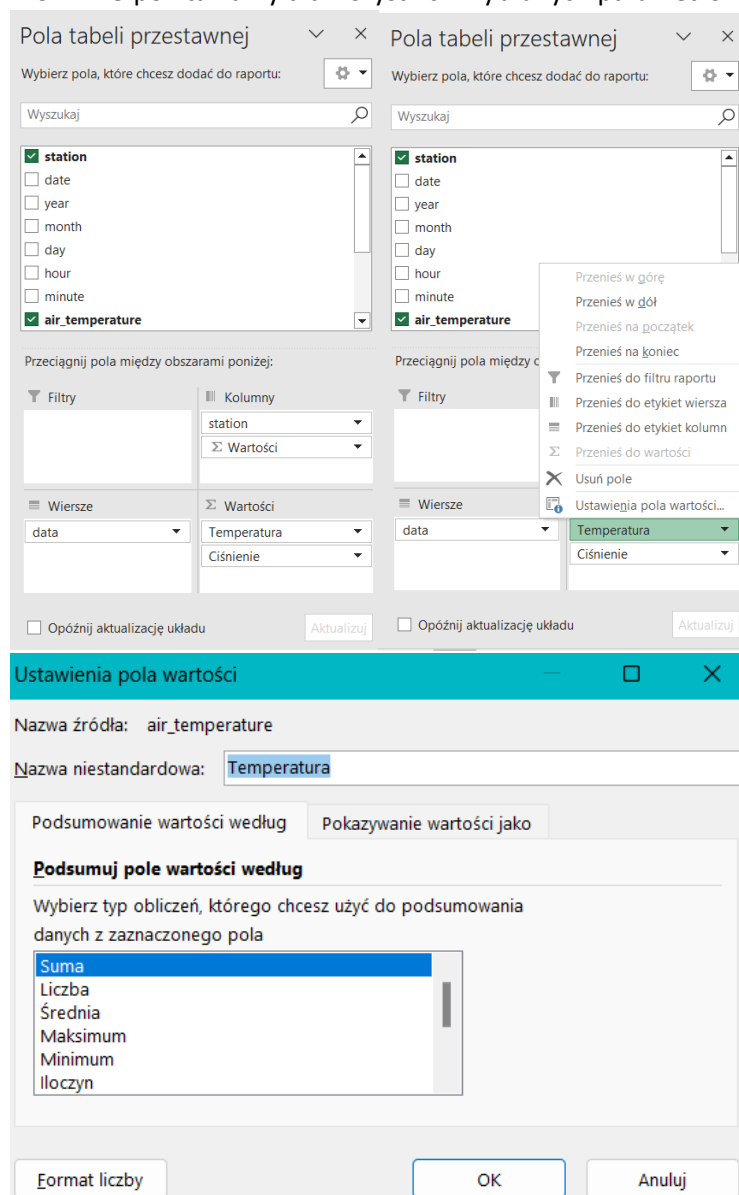 Pola tabeli przestawnej
Wybierz pola, które chcesz dodać do raportu:
Wyszukaj
station
date
year
month
day
hour
minute
air_temperature
Przeciągnij pola między obszarami poniżej:
Filtry
Kolumny
station
Σ Wartości
Wiersze
Σ Wartości
data
Temperatura
Ciśnienie
Opóźnij aktualizację układu
Aktualizuj
Pola tabeli przestawnej
Wybierz pola, które chcesz dodać do raportu:
Wyszukaj
station
date
year
month
day
hour
minute
air_temperature
Przeciągnij pola między
Filtry
Przenieś w górę
Przenieś w dół
Przenieś na początek
Przenieś na koniec
Przenieś do filtru raportu
Przenieś do etykiet wiersza
Przenieś do etykiet kolumn
Σ Przenieś do wartości
Usuń pole
Ustawienia pola wartości...
Wiersze
data
Temperatura
Ciśnienie
Opóźnij aktualizację układu
Aktualizuj
Ustawienia pola wartości
Nazwa źródła: air_temperature
Nazwa niestandardowa: Temperatura
Podsumowanie wartości według
Pokazywanie wartości jako
Podsumuj pole wartości według
Wybierz typ obliczeń, którego chcesz użyć do podsumowania
danych z zaznaczonego pola
Suma
Liczba
Średnia
Maksimum
Minimum
Iloczyn
Format liczby
OK
Anuluj